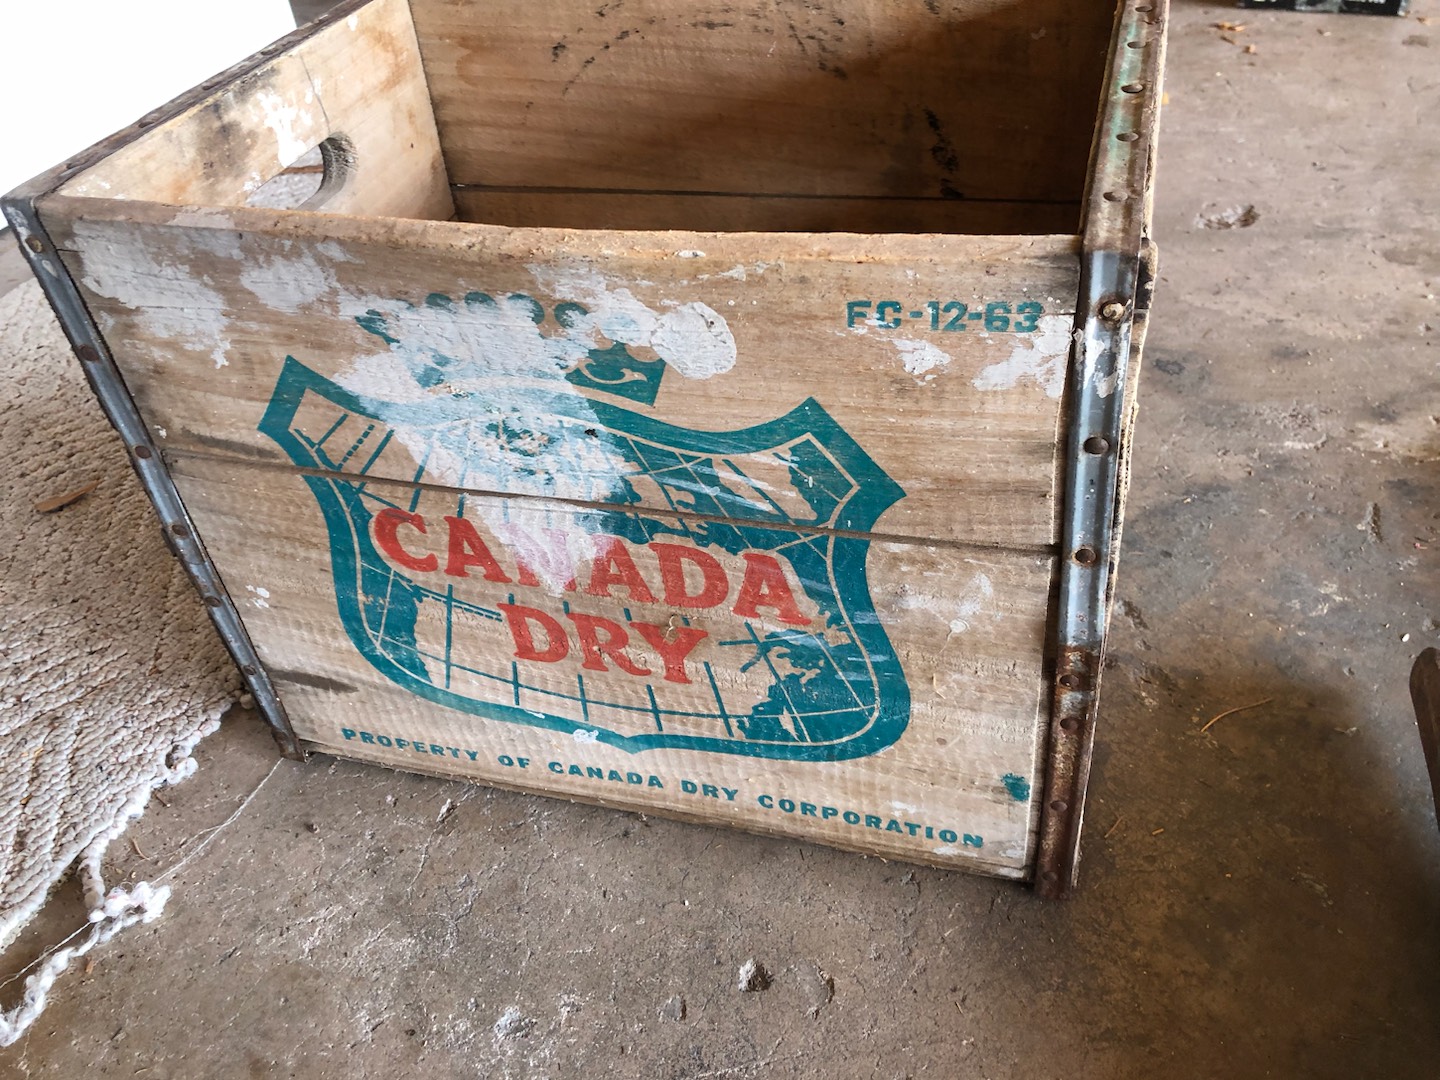 FC-12-63
CANADA
DRY
PROPERTY OF CANADA DRY CORPORATION